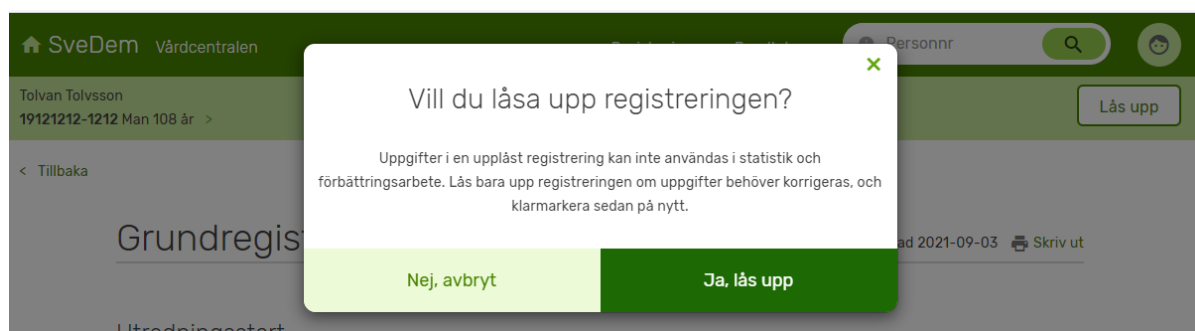 SveDem Vårdcentralen
Personnr
Tolvan Tolvsson
19121212-1212 Man 108 år >
Lås upp
< Tillbaka
Vill du låsa upp registreringen?
Uppgifter i en upplåst registrering kan inte användas i statistik och
förbättringsarbete. Lås bara upp registreringen om uppgifter behöver korrigeras, och
klarmarkera sedan på nytt.
Grundregis
ad 2021-09-03 Skriv ut
Nej, avbryt
Ja, lås upp
Utredningsstart